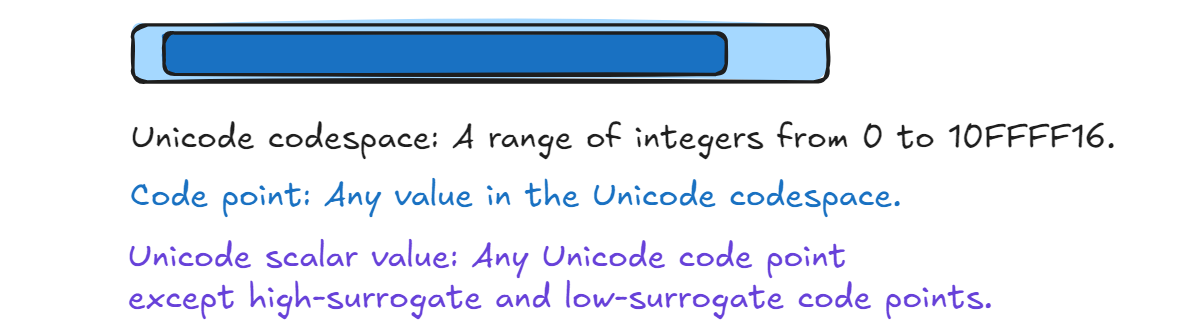 Unicode codespace: A range of integers from 0 to 10FFFF16.
Code point: Any value in the Unicode codespace.
Unicode scalar value: Any Unicode code point
except high-surrogate and low-surrogate code points.